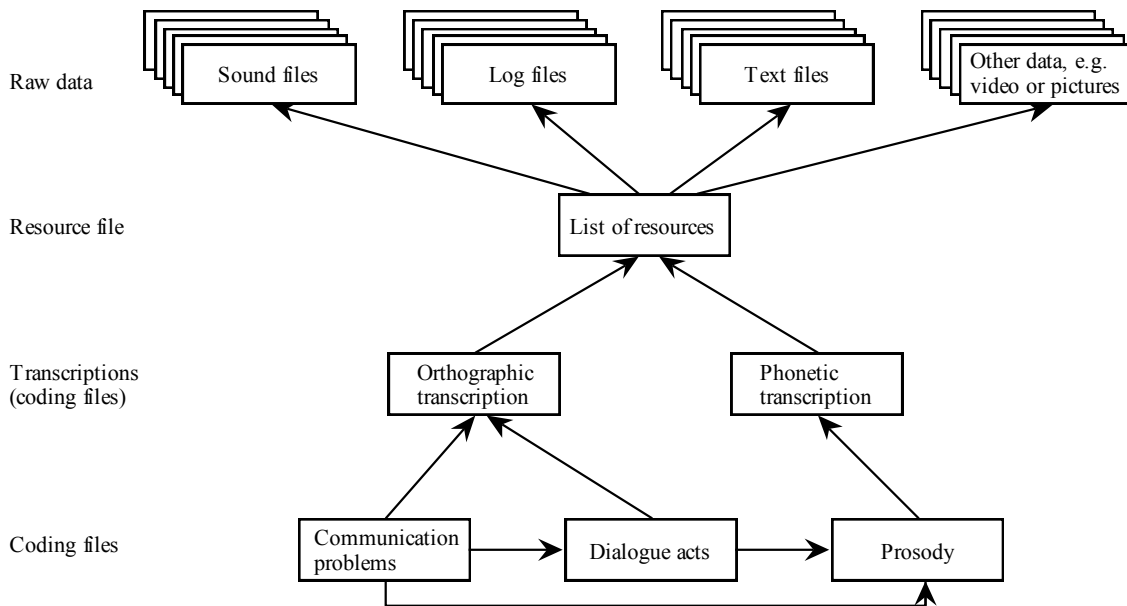 Raw data
Sound files
Log files
Text files
Other data, e.g.
video or pictures
Resource file
List of resources
Transcriptions
(coding files)
Orthographic
transcription
Phonetic
transcription
Coding files
Communication
problems
Dialogue acts
Prosody